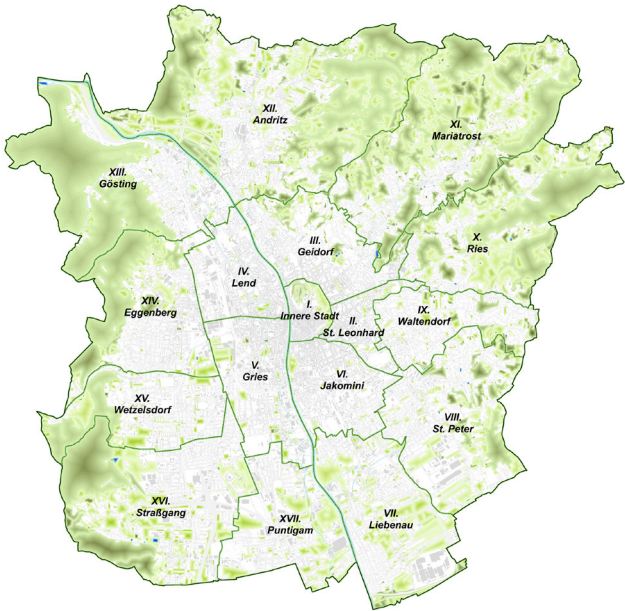 XII.
Andritz
XI.
Mariatrost
XIII.
Gösting
III.
Geidorf
X.
Ries
IV.
Lend
XIV.
Eggenberg
I.
Innere Stadt
II.
St. Leonhard
IX.
Waltendorf
V.
Gries
VI.
Jakomini
XV.
Wetzelsdorf
VIII.
St. Peter
XVI.
Straßgang
XVII.
Puntigam
VII.
Liebenau